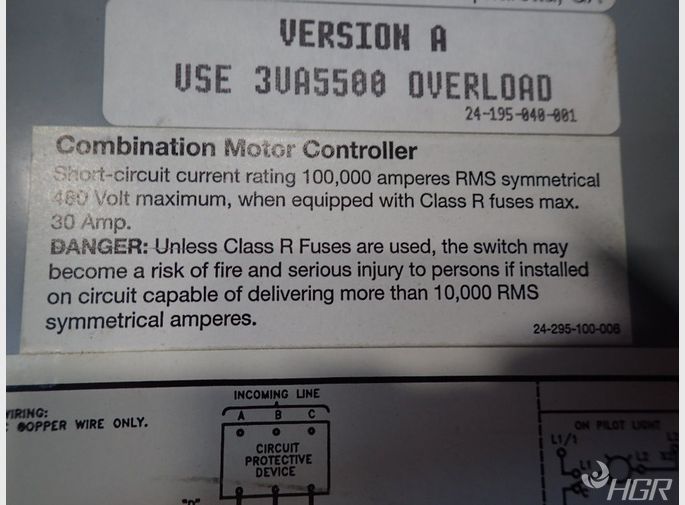 VERSION A
USE 3UA5500 OVERLOAD
24-195-040-001
Combination Motor Controller
Short-circuit current rating 100,000 amperes RMS symmetrical
480 Volt maximum, when equipped with Class R fuses max.
30 Amp.
DANGER: Unless Class R Fuses are used, the switch may
become a risk of fire and serious injury to persons if installed
on circuit capable of delivering more than 10,000 RMS
symmetrical amperes.
24-295-100-006
INCOMING LINE
WIRING:
COPPER WIRE ONLY.
A B C
CIRCUIT
PROTECTIVE
DEVICE
"D"
ON PILOT LIGHT
L1/1
HGR